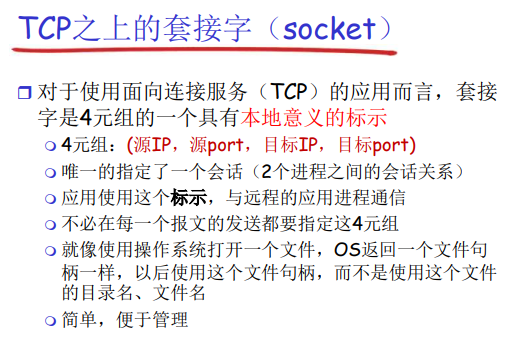 TCP之上的套接字（socket）
对于使用面向连接服务（TCP）的应用而言，套接
字是4元组的一个具有本地意义的标示
4元组：(源IP，源port，目标IP，目标port)
唯一的指定了一个会话（2个进程之间的会话关系）
应用使用这个标示，与远程的应用进程通信
不必在每一个报文的发送都要指定这4元组
就像使用操作系统打开一个文件，OS返回一个文件句
柄一样，以后使用这个文件句柄，而不是使用这个文件
的目录名、文件名
简单，便于管理